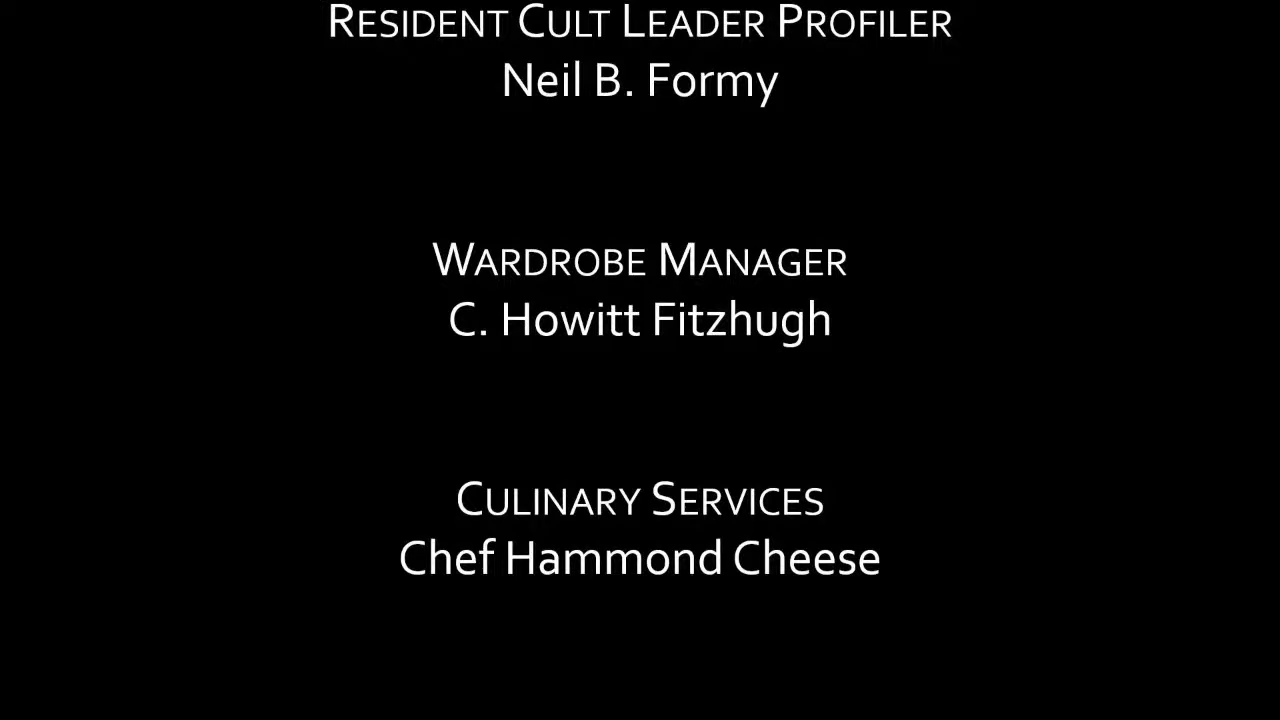 RESIDENT CULT LEADER PROFILER
Neil B. Formy
WARDROBE MANAGER
C. Howitt Fitzhugh
CULINARY SERVICES
Chef Hammond Cheese